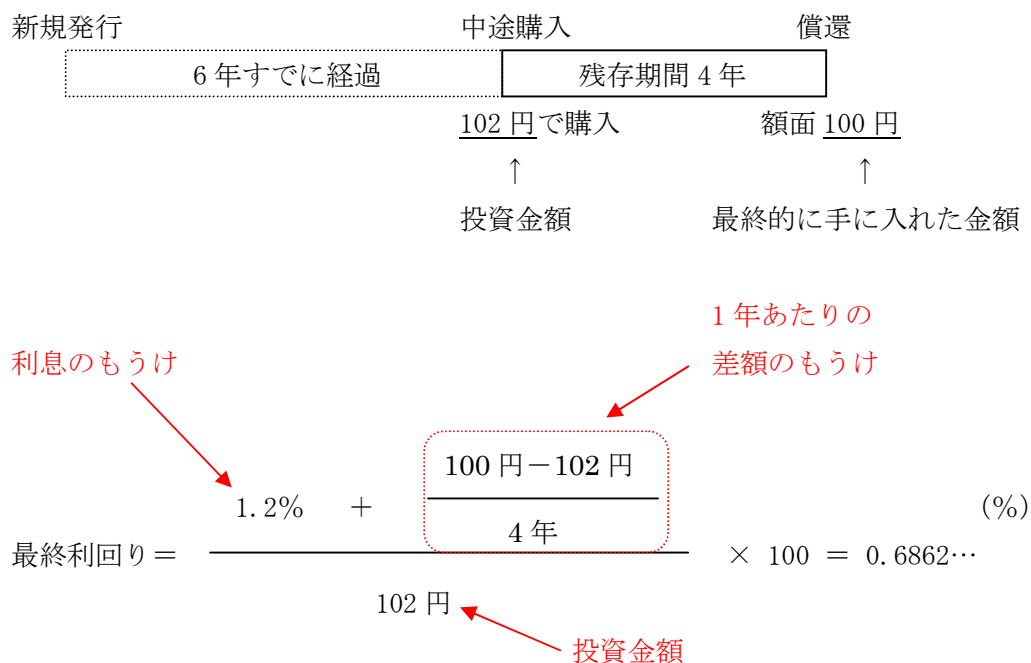 新規発行 中途購入 償還
6年すでに経過 残存期間4年
102円で購入 額面 100円
↑ ↑
投資金額 最終的に手に入れた金額
1年あたりの
利息のもうけ 差額のもうけ
100円－102円
1.2% ＋ (%)
4年
最終利回り＝ × 100 = 0.6862…
102円
投資金額